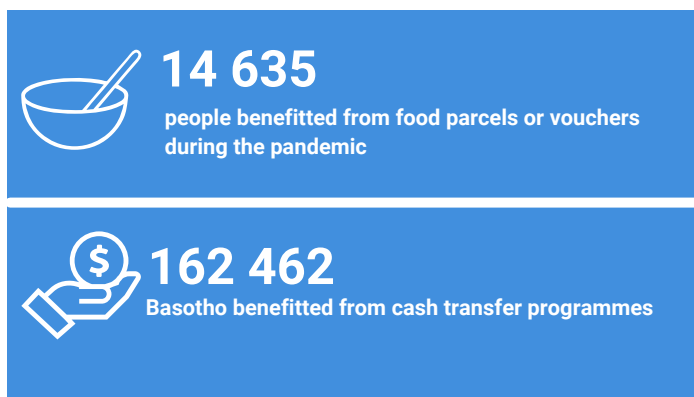 14 635
people benefitted from food parcels or vouchers
during the pandemic
$
162 462
Basotho benefitted from cash transfer programmes